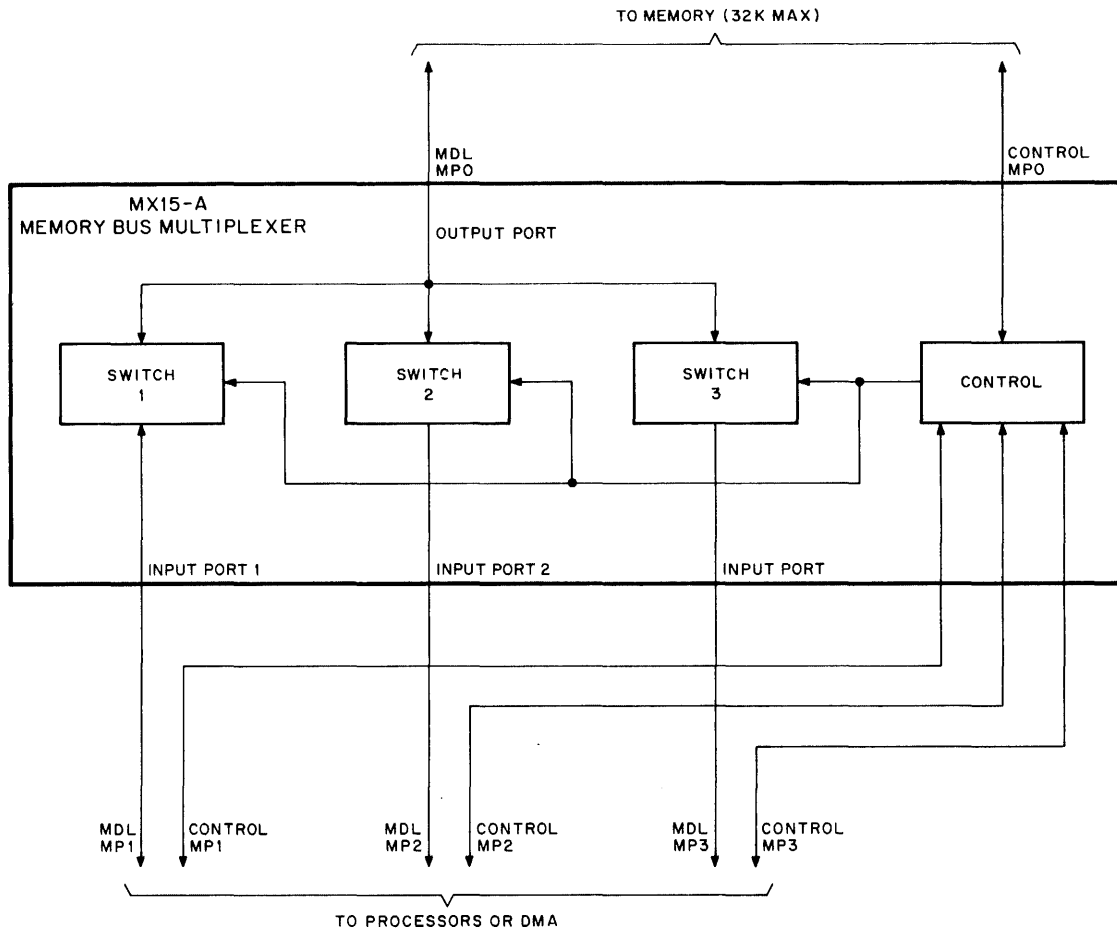 TO MEMORY (32K MAX)
MDL
MPO
CONTROL
MPO
MX15-A
MEMORY BUS MULTIPLEXER
OUTPUT PORT
SWITCH
1
SWITCH
2
SWITCH
3
CONTROL
INPUT PORT 1
INPUT PORT 2
INPUT PORT
MDL
MP1
CONTROL
MP1
MDL
MP2
CONTROL
MP2
MDL
MP3
CONTROL
MP3
TO PROCESSORS OR DMA